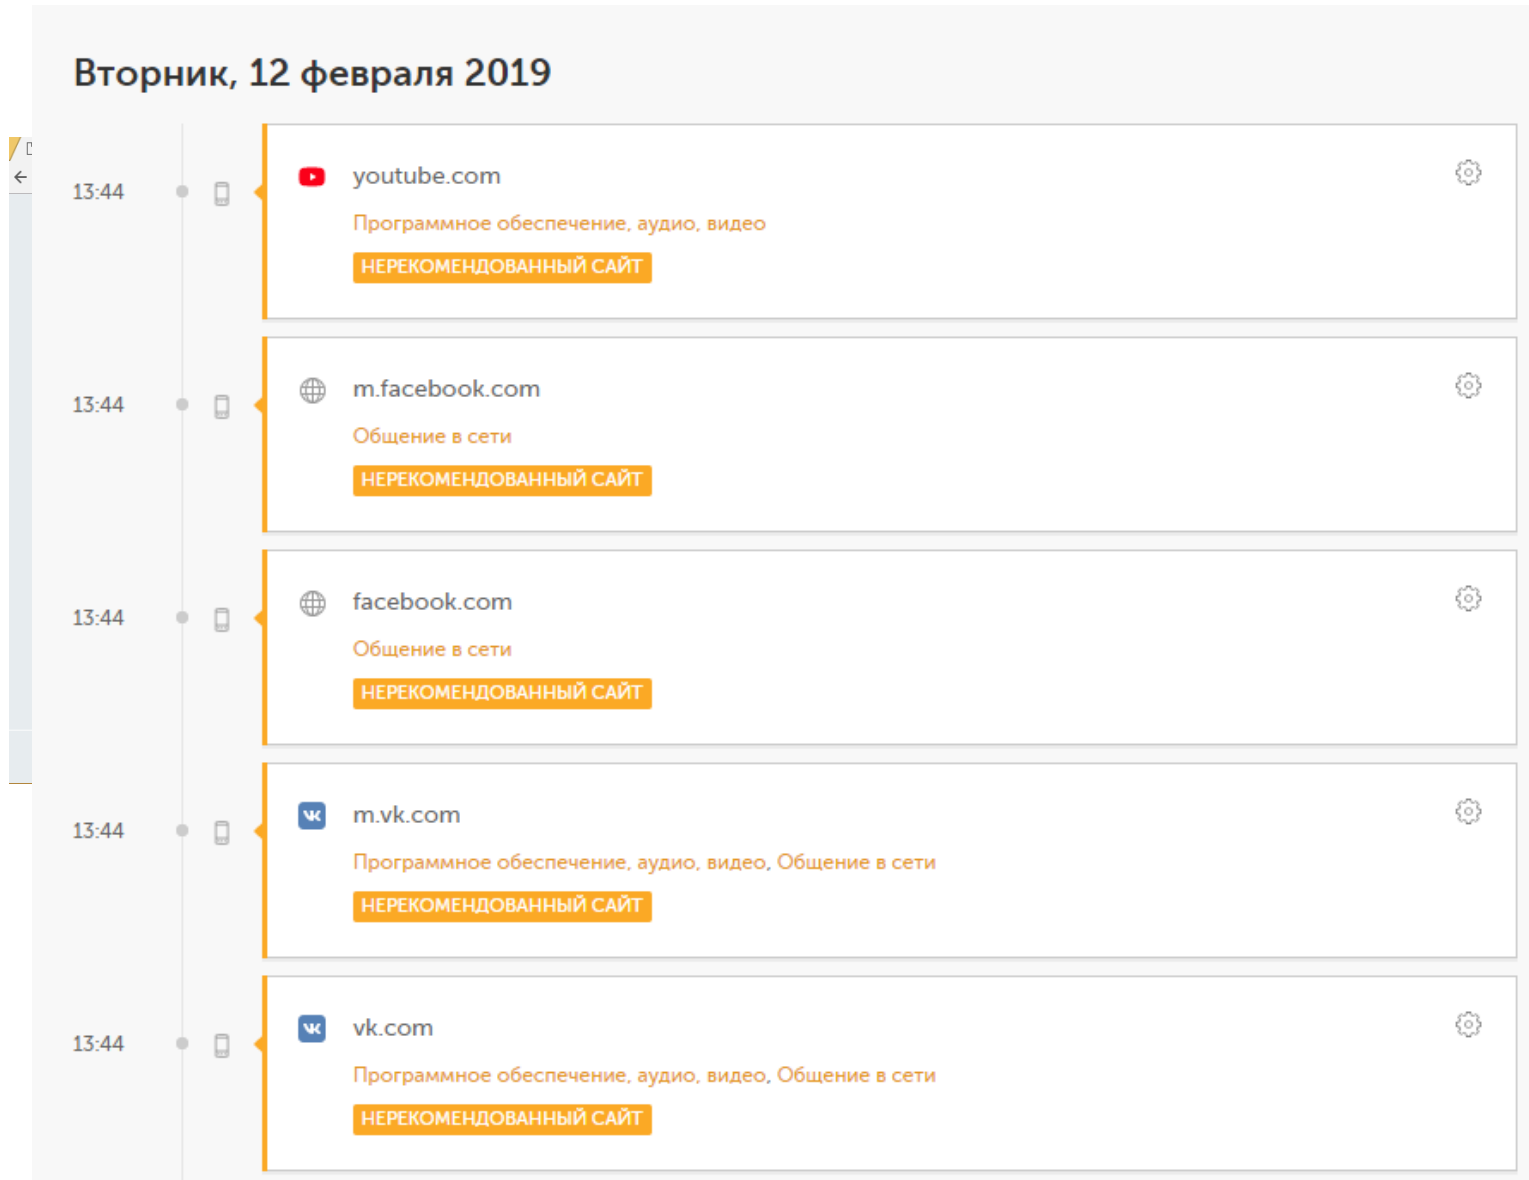 Вторник, 12 февраля 2019
13:44
youtube.com
Программное обеспечение, аудио, видео
НЕРЕКОМЕНДОВАННЫЙ САЙТ
13:44
m.facebook.com
Общение в сети
НЕРЕКОМЕНДОВАННЫЙ САЙТ
13:44
facebook.com
Общение в сети
НЕРЕКОМЕНДОВАННЫЙ САЙТ
13:44
m.vk.com
Программное обеспечение, аудио, видео, Общение в сети
НЕРЕКОМЕНДОВАННЫЙ САЙТ
13:44
vk.com
Программное обеспечение, аудио, видео, Общение в сети
НЕРЕКОМЕНДОВАННЫЙ САЙТ